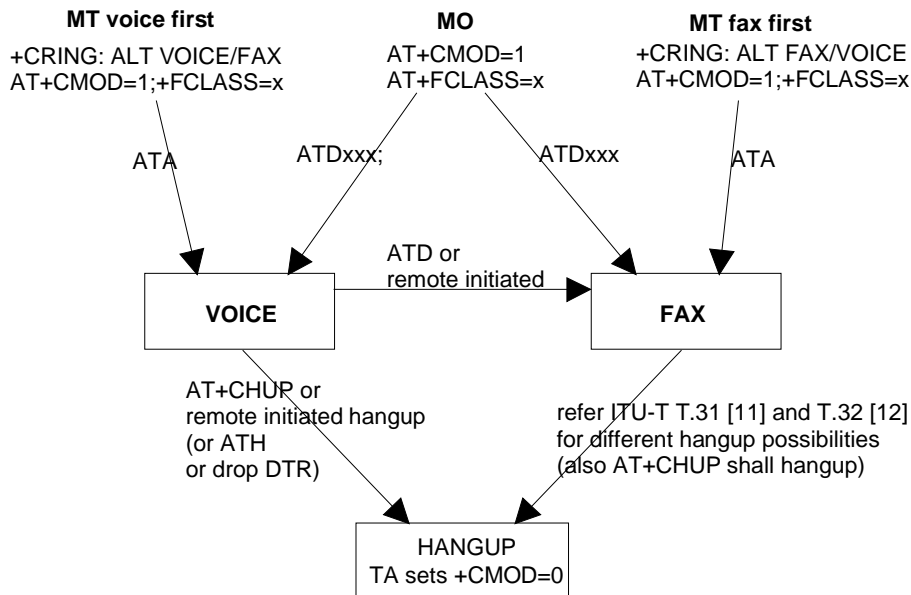 MT voice first
+CRING: ALT VOICE/FAX
AT+CMOD=1;+FCLASS=x
MO
AT+CMOD=1
AT+FCLASS=x
MT fax first
+CRING: ALT FAX/VOICE
AT+CMOD=1;+FCLASS=x
ATA
ATDxxx;
ATDxxx
ATA
ATD or
remote initiated
VOICE
FAX
AT+CHUP or
remote initiated hangup
(or ATH
or drop DTR)
refer ITU-T T.31 [11] and T.32 [12]
for different hangup possibilities
(also AT+CHUP shall hangup)
HANGUP
TA sets +CMOD=0